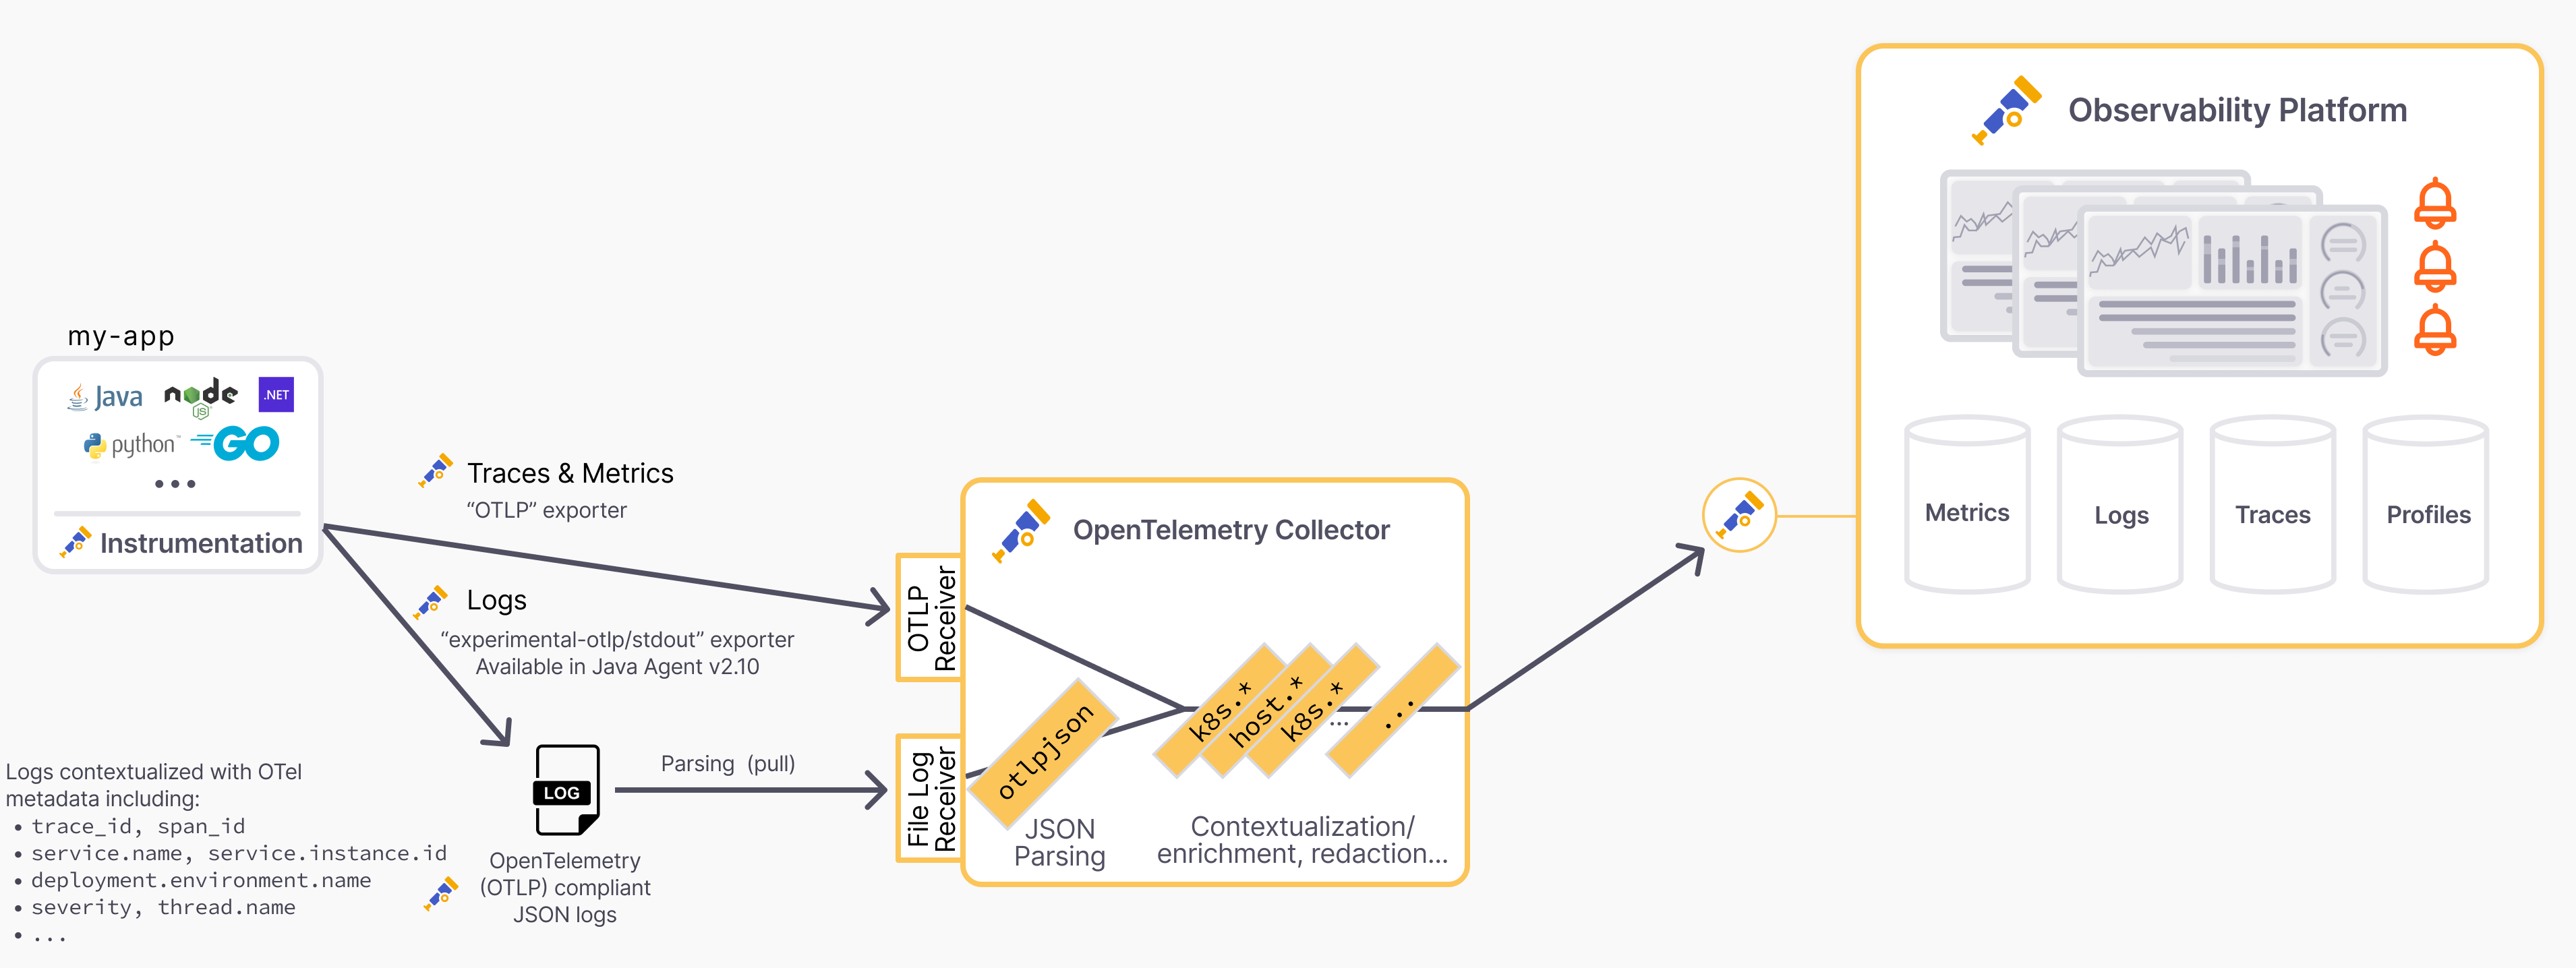 my-app
Java
node
JS
.NET
python™
GO
...
Instrumentation
Traces & Metrics
“OTLP” exporter
Logs
“experimental-otlp/stdout” exporter
Available in Java Agent v2.10
Logs contextualized with OTel
metadata including:
• trace_id, span_id
• service.name, service.instance.id
• deployment.environment.name
• severity, thread.name
• ...
LOG
OpenTelemetry
(OTLP) compliant
JSON logs
Parsing (pull)
OTLP
Receiver
File Log
Receiver
OpenTelemetry Collector
otlpjson
JSON
Parsing
k8s.*
host.*
k8s.*
...
...
Contextualization/
enrichment, redaction...
Observability Platform
Metrics
Logs
Traces
Profiles